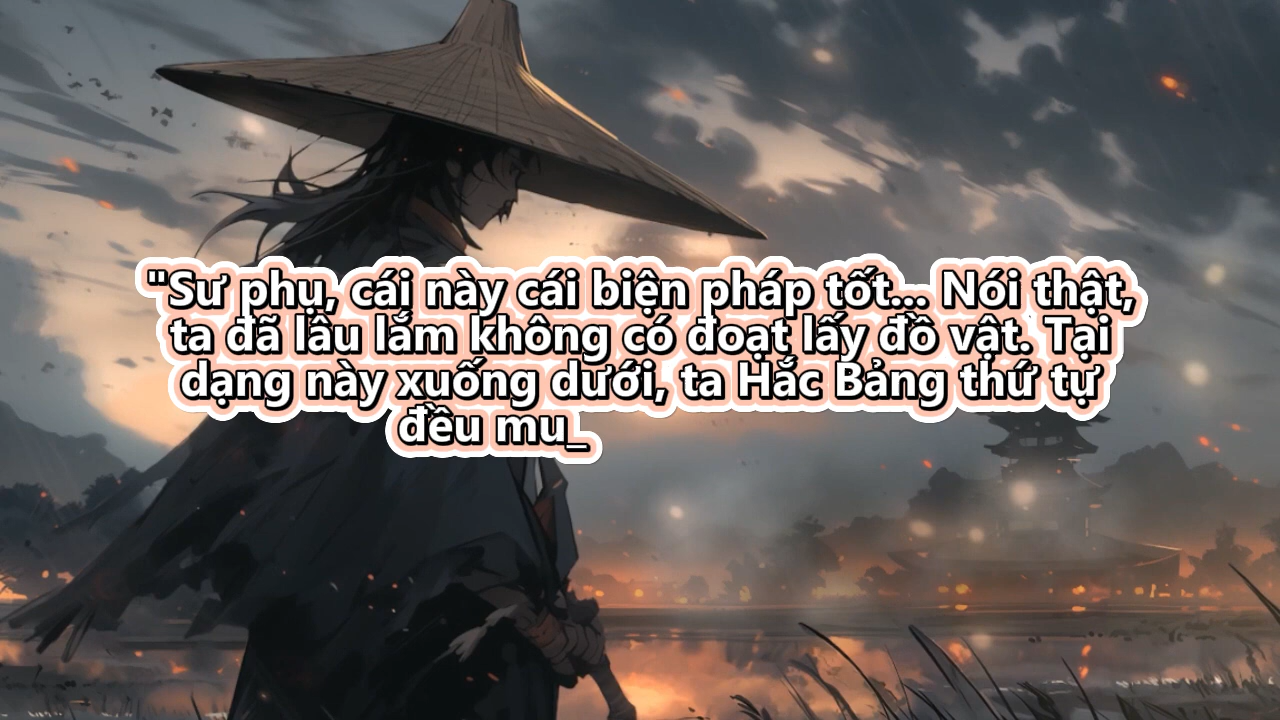 "Sư phụ, cái này cái biện pháp tốt... Nói thật,
ta đã lâu lắm không có đoạt lấy đồ vật. Tại
dạng này xuống dưới, ta Hắc Bảng thứ tự
đều mu_